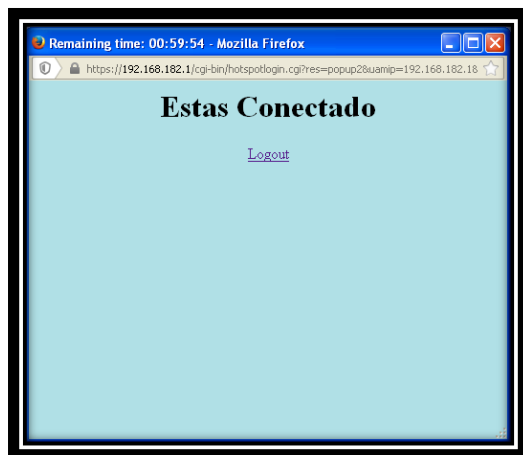 Remaining time: 00:59:54 - Mozilla Firefox
https://192.168.182.1/cgi-bin/hotspotlogin.cgi?res=popup2&uamip=192.168.182.18
Estas Conectado
Logout